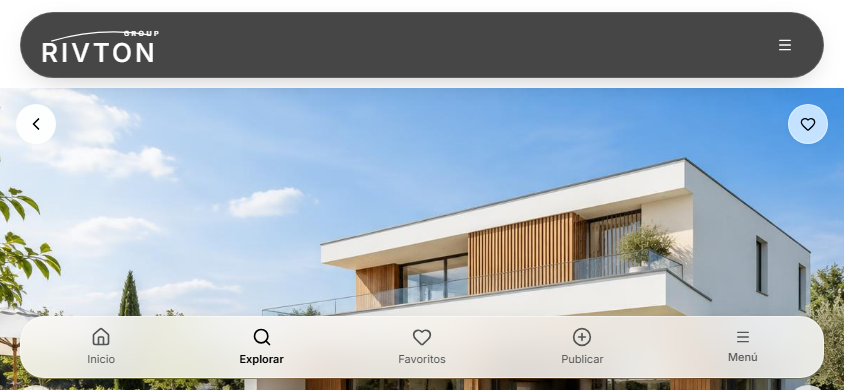 GROUP
RIVTON
Inicio
Explorar
Favoritos
Publicar
Menú